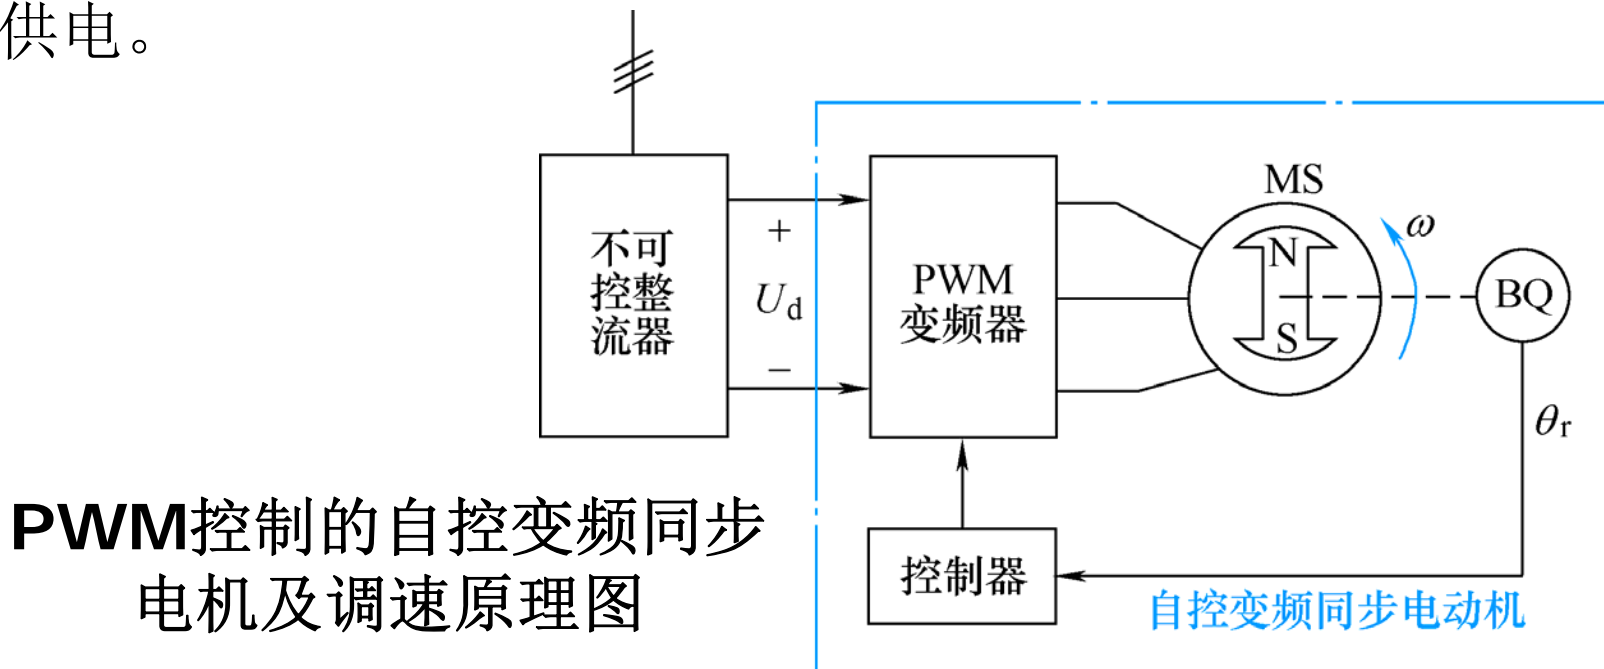 供电。
MS
ω
不可
控整
流器
+
Ud
−
PWM
变频器
N
S
BQ
θr
控制器
自控变频同步电动机
PWM控制的自控变频同步
电机及调速原理图